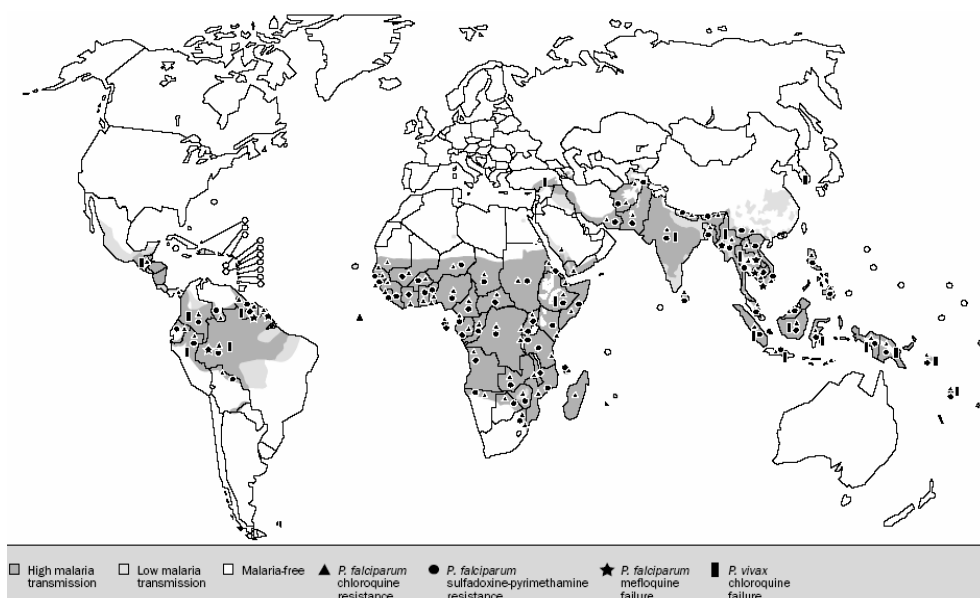 High malaria
transmission
Low malaria
transmission
Malaria-free
P. falciparum
chloroquine
resistance
P. falciparum
sulfadoxine-pyrimethamine
resistance
P. falciparum
mefloquine
failure
P. vivax
chloroquine
failure